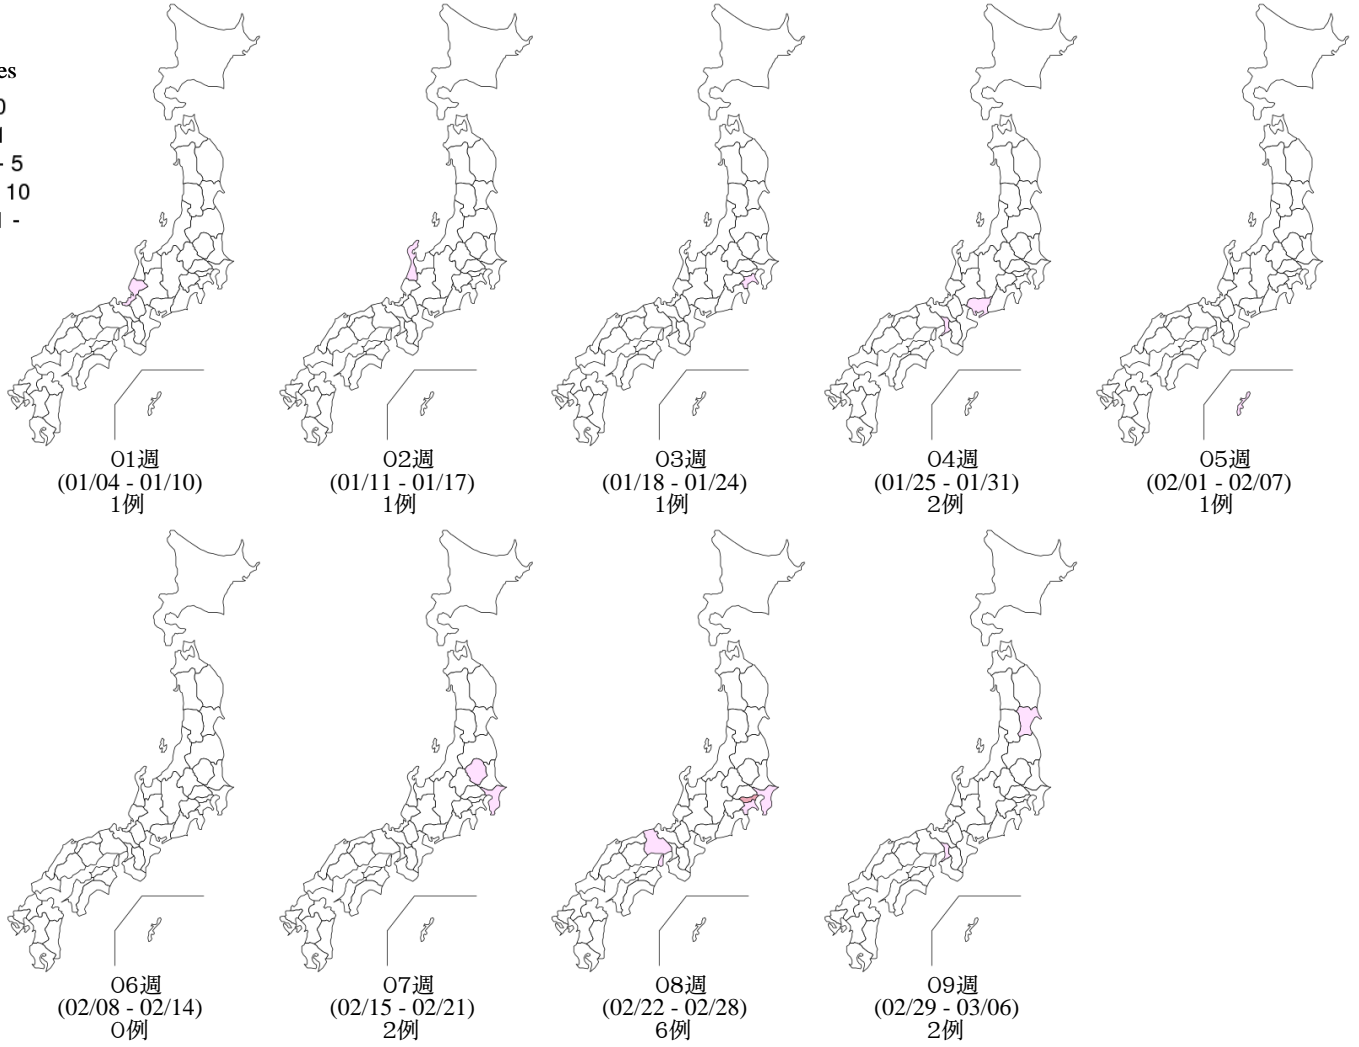 es
0
1
- 5
10
-
01週
(01/04 - 01/10)
1例
02週
(01/11 - 01/17)
1例
03週
(01/18 - 01/24)
1例
04週
(01/25 - 01/31)
2例
05週
(02/01 - 02/07)
1例
06週
(02/08 - 02/14)
0例
07週
(02/15 - 02/21)
2例
08週
(02/22 - 02/28)
6例
09週
(02/29 - 03/06)
2例